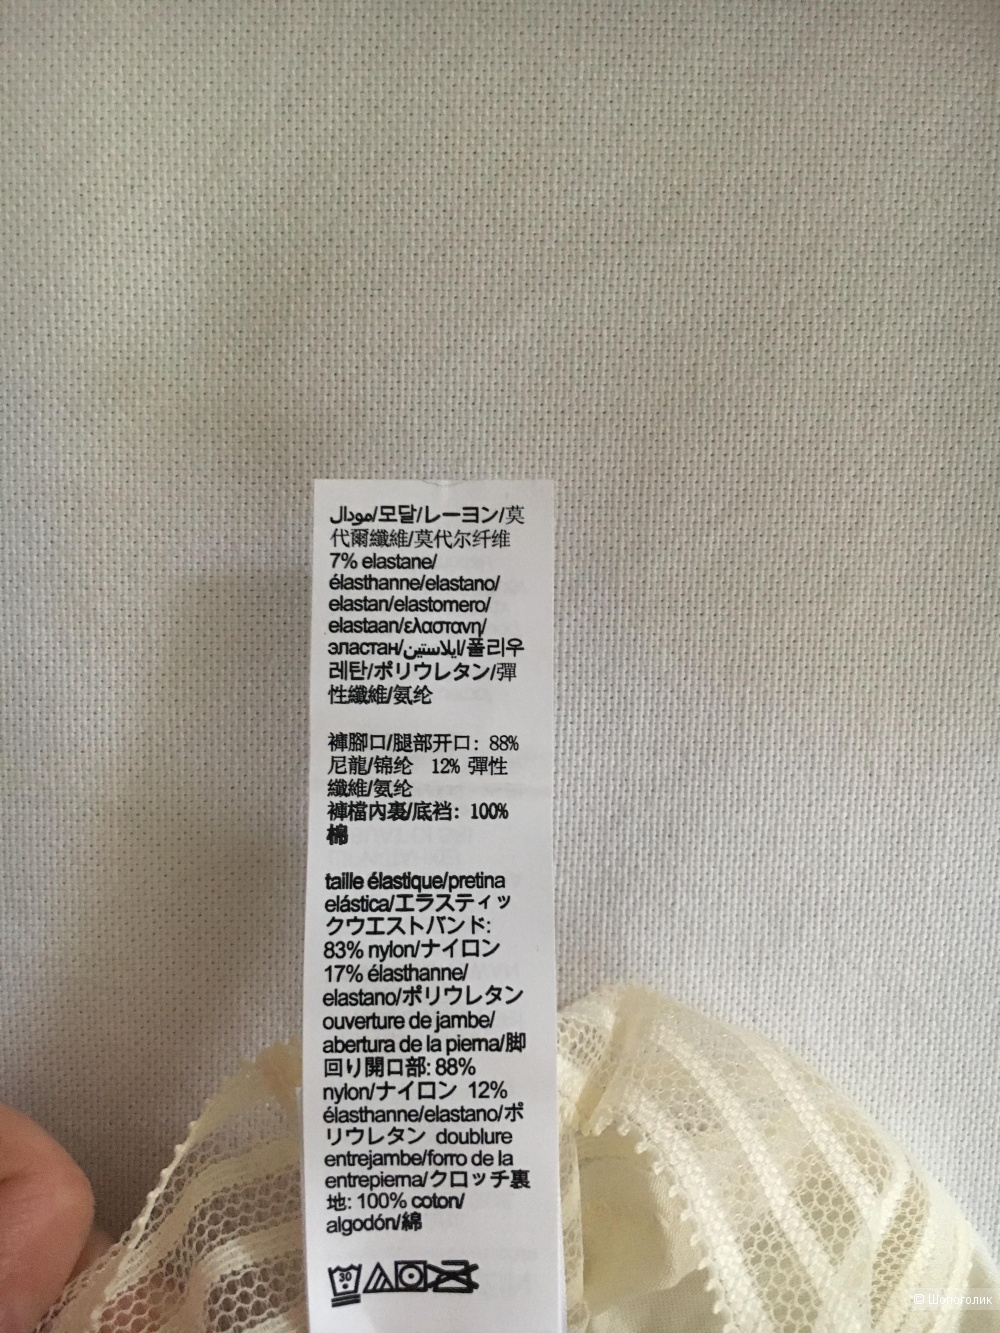 مودال/모달/レーヨン/莫
代爾纖維/莫代尔纤维
7% elastane/
élasthanne/elastano/
elastan/elastomero/
elastaan/ελαστανη/
эластан/ايلاستين/폴리우
레탄/ポリウレタン/彈
性纖維/氨纶
褲腳口/腿部开口: 88%
尼龍/锦纶 12% 彈性
纖維/氨纶
褲檔內裏/底裆: 100%
棉
taille élastique/pretina
elástica/エラスティッ
クウエストバンド:
83% nylon/ナイロン
17% élasthanne/
elastano/ポリウレタン
ouverture de jambe/
abertura de la pierna/脚
回り開口部: 88%
nylon/ナイロン 12%
élasthanne/elastano/ポ
リウレタン doublure
entrejambe/forro de la
entrepierna/クロッチ裏
地: 100% coton/
algodón/綿
30
© Шопоголик